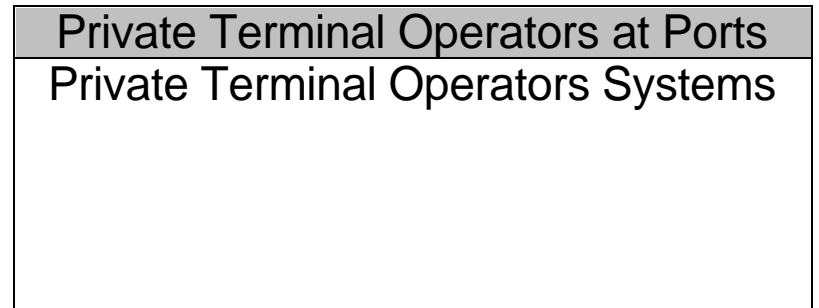 Private Terminal Operators at Ports
Private Terminal Operators Systems